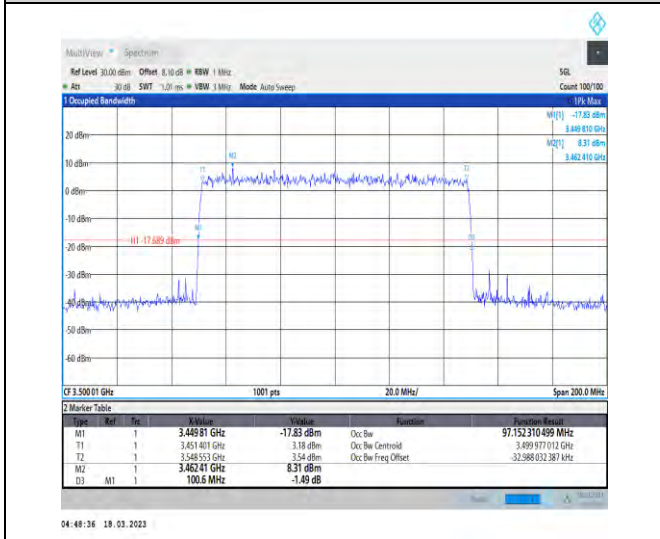 MultiView Spectrum
Ref Level 30.00 dBm Offset 8.10 dB RBW 1 MHz SGL
Att 30 dB SWT 1.01 ms VBW 3 MHz Mode Auto Sweep Count 100/100
1 Occupied Bandwidth 1Pk Max
M1[1] -17.83 dBm
3.449 810 GHz
M2[1] 8.31 dBm
3.462 410 GHz
20 dBm
10 dBm
0 dBm
-10 dBm
-20 dBm
-30 dBm
-40 dBm
-50 dBm
-60 dBm
M2
T1
T2
M1
D3
H1 -17.689 dBm
CF 3.500 01 GHz 1001 pts 20.0 MHz/ Span 200.0 MHz
2 Marker Table
Type Ref Trc X-Value Y-Value Function Function Result
M1 1 3.449 81 GHz -17.83 dBm Occ Bw 97.152 310 499 MHz
T1 1 3.451 401 GHz 3.18 dBm Occ Bw Centroid 3.499 977 012 GHz
T2 1 3.548 553 GHz 3.54 dBm Occ Bw Freq Offset -32.988 032 387 kHz
M2 1 3.462 41 GHz 8.31 dBm
D3 M1 1 100.6 MHz -1.49 dB
04:48:36 18.03.2023